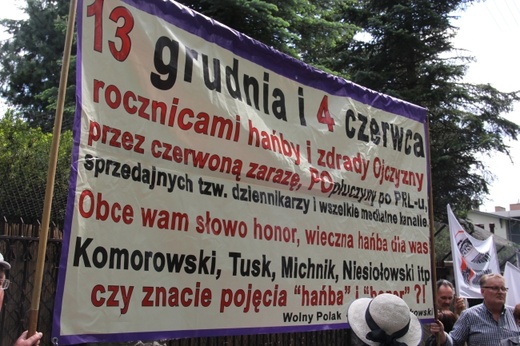 13 grudnia i 4 czerwca
rocznicami hańby i zdrady Ojczyzny
przez czerwoną zarazę, POpłuczyny po PRL-u,
sprzedajnych tzw. dziennikarzy i wszelkie medialne kanalie
Obce wam słowo honor, wieczna hańba dla was
Komorowski, Tusk, Michnik, Niesiołowski itp
czy znacie pojęcia "hańba" i "honor" ?!
Wolny Polak